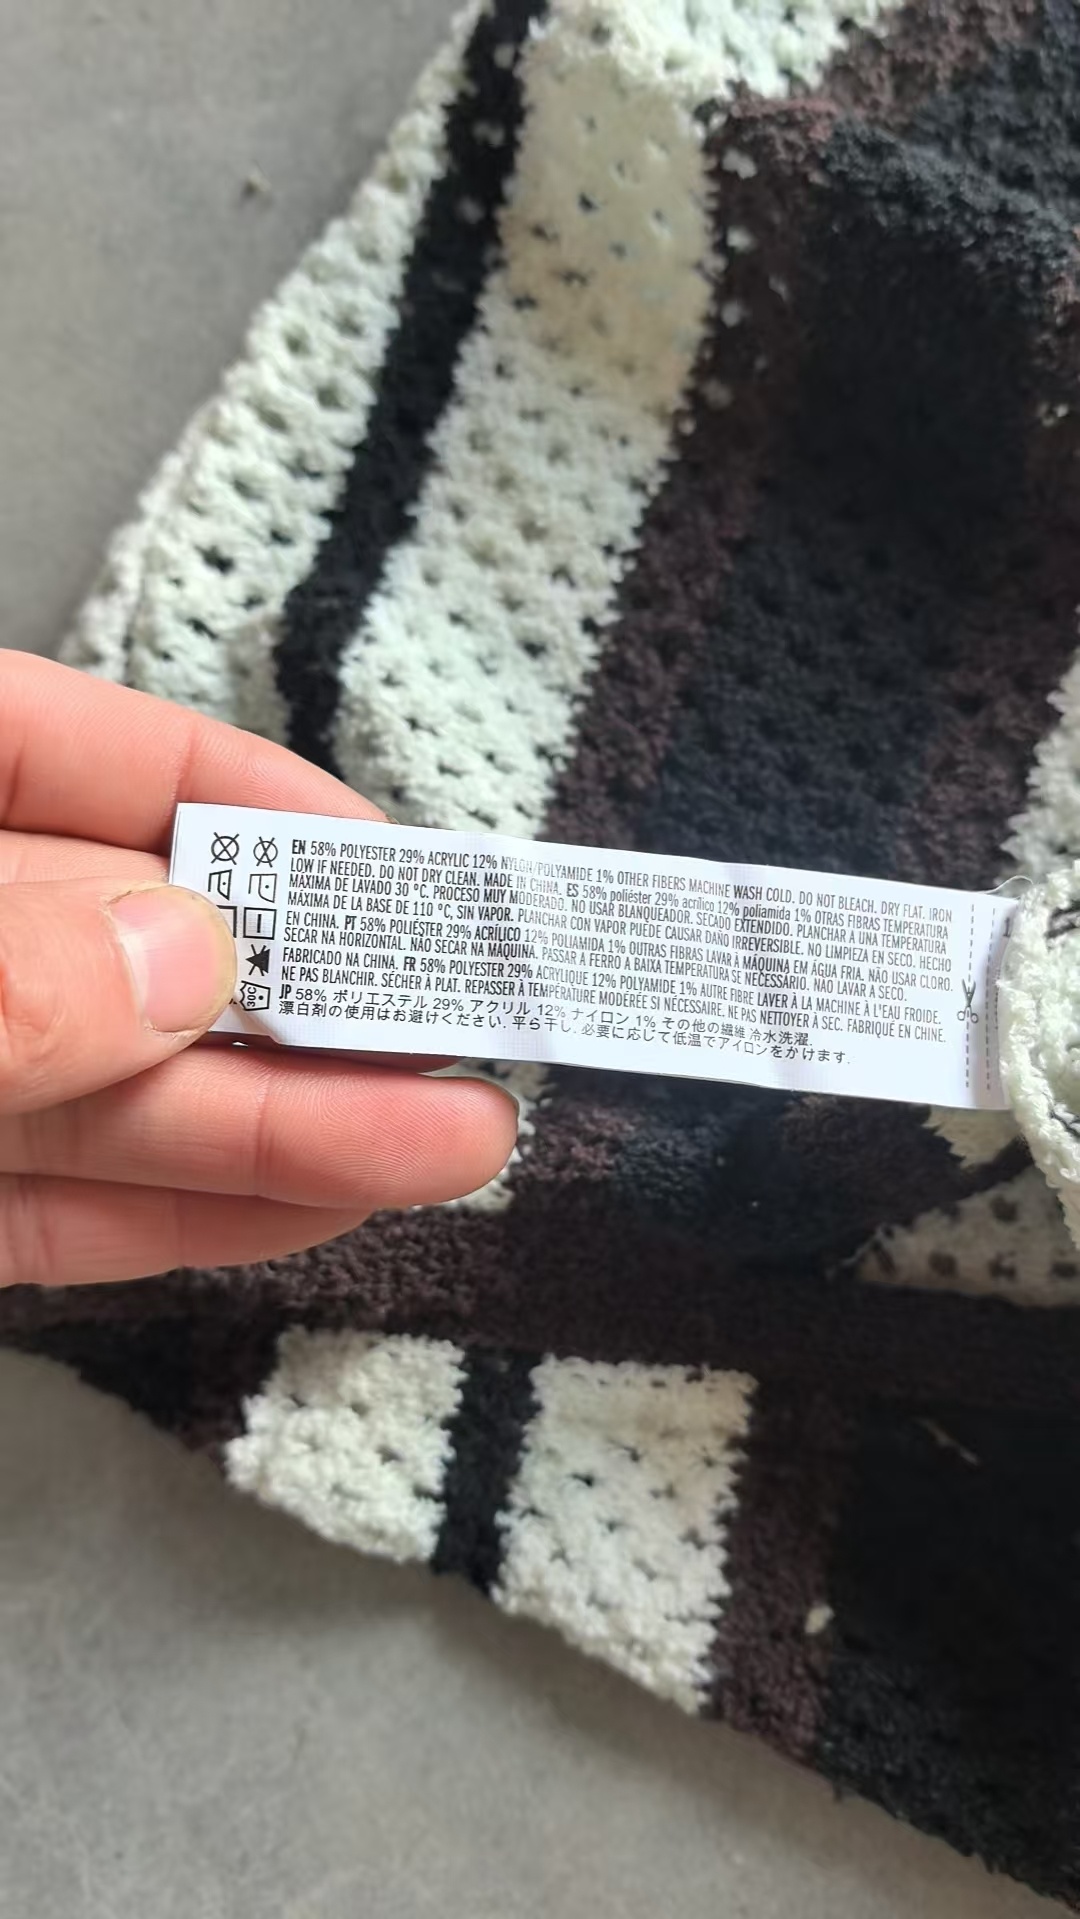 EN 58% POLYESTER 29% ACRYLIC 12% NYLON/POLYAMIDE 1% OTHER FIBERS MACHINE WASH COLD. DO NOT BLEACH. DRY FLAT. IRON
LOW IF NEEDED. DO NOT DRY CLEAN. MADE IN CHINA. ES 58% poliéster 29% acrílico 12% poliamida 1% OTRAS FIBRAS TEMPERATURA
MÁXIMA DE LAVADO 30 ºC. PROCESO MUY MODERADO. NO USAR BLANQUEADOR. SECADO EXTENDIDO. PLANCHAR A UNA TEMPERATURA
MÁXIMA DE LA BASE DE 110 ºC, SIN VAPOR. PLANCHAR CON VAPOR PUEDE CAUSAR DAÑO IRREVERSIBLE. NO LIMPIEZA EN SECO. HECHO
EN CHINA. PT 58% POLIÉSTER 29% ACRÍLICO 12% POLIAMIDA 1% OUTRAS FIBRAS LAVAR À MÁQUINA EM ÁGUA FRIA. NÃO USAR CLORO.
SECAR NA HORIZONTAL. NÃO SECAR NA MAQUINA. PASSAR A FERRO A BAIXA TEMPERATURA SE NECESSÁRIO. NÃO LAVAR A SECO.
FABRICADO NA CHINA. FR 58% POLYESTER 29% ACRYLIQUE 12% POLYAMIDE 1% AUTRE FIBRE LAVER À LA MACHINE À L'EAU FROIDE.
NE PAS BLANCHIR. SÉCHER À PLAT. REPASSER À TEMPÉRATURE MODÉRÉE SI NÉCESSAIRE. NE PAS NETTOYER À SEC. FABRIQUÉ EN CHINE.
JP 58% ポリエステル 29% アクリル 12% ナイロン 1% その他の繊維 冷水洗濯.
漂白剤の使用はお避けください. 平ら干し. 必要に応じて低温でアイロンをかけます.
30C